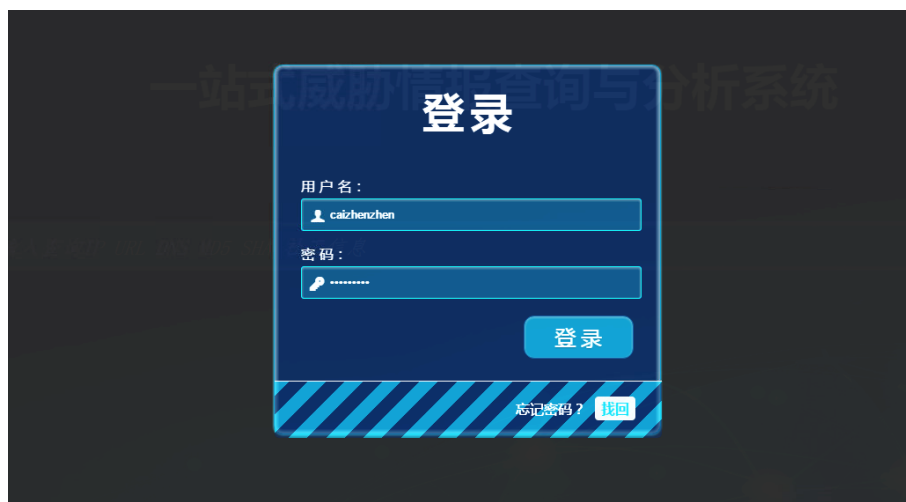 一站式威胁情报查询与分析系统
登录
用户名：
caizhenzhen
密码：
•••••••••
登录
忘记密码？ 找回